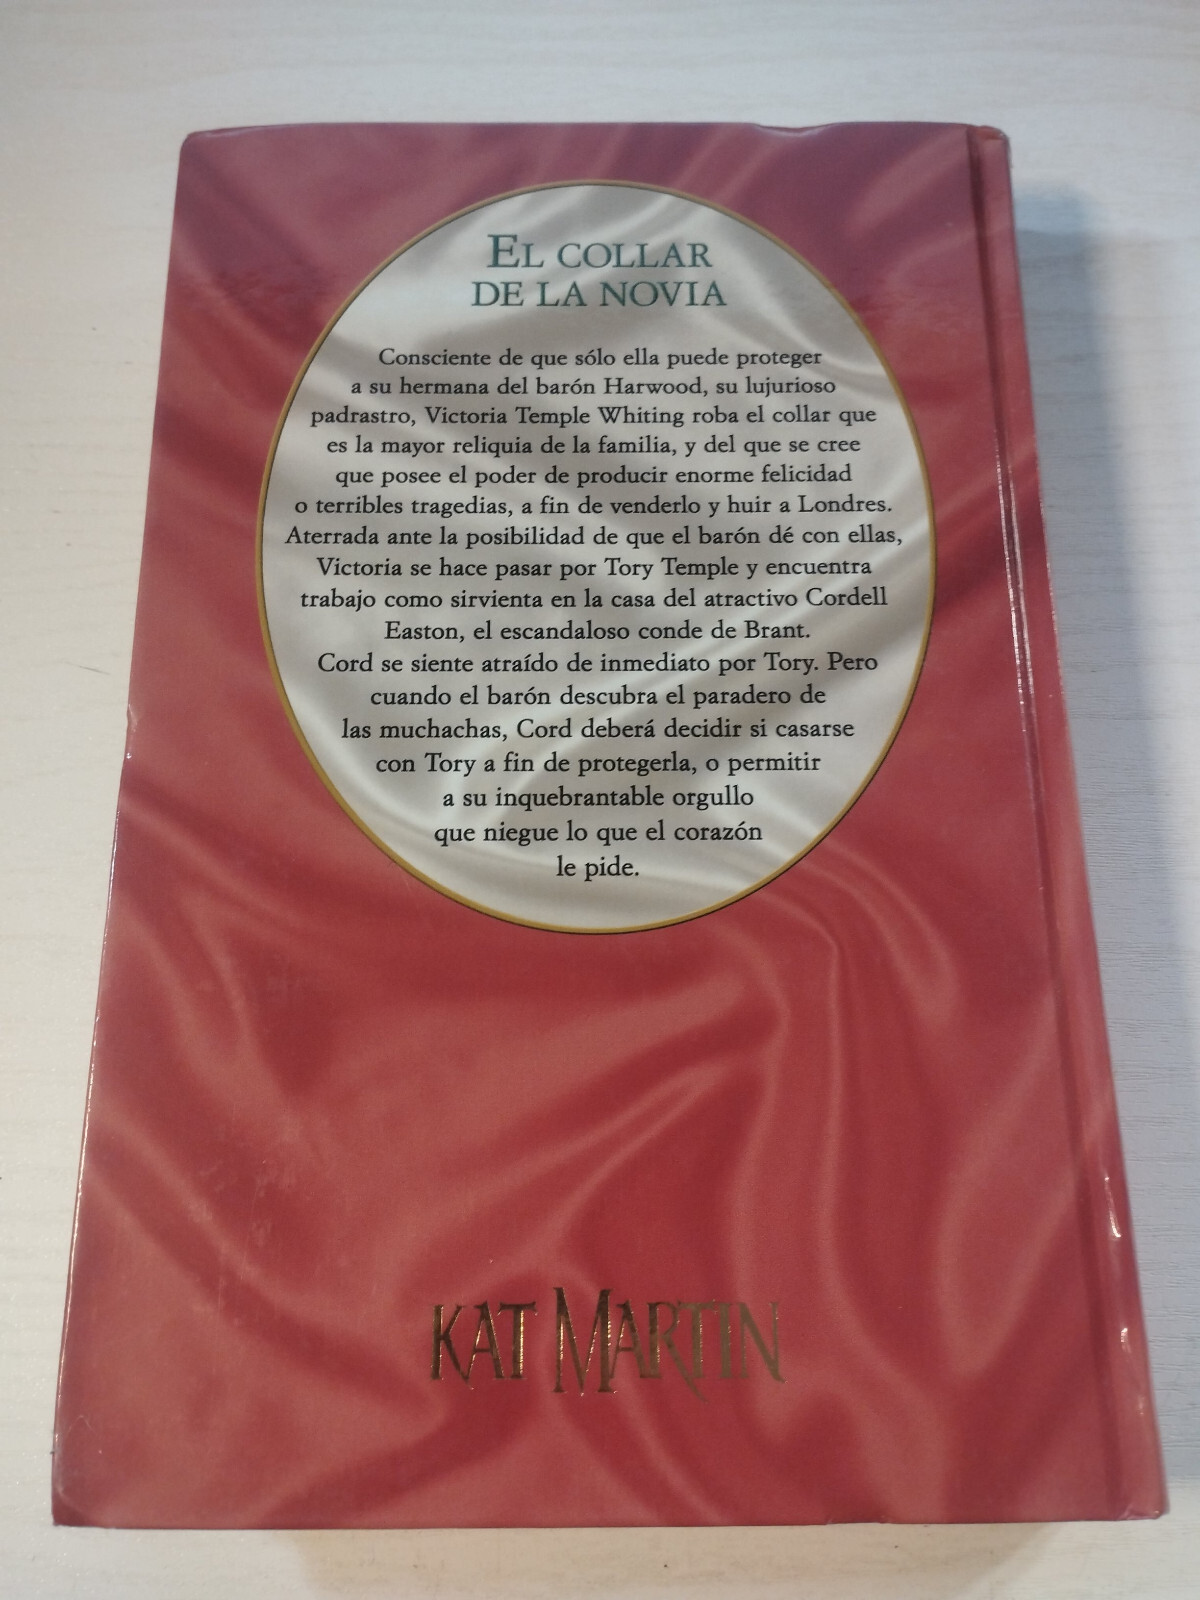 EL COLLAR
DE LA NOVIA
Consciente de que sólo ella puede proteger
a su hermana del barón Harwood, su lujurioso
padrastro, Victoria Temple Whiting roba el collar que
es la mayor reliquia de la familia, y del que se cree
que posee el poder de producir enorme felicidad
o terribles tragedias, a fin de venderlo y huir a Londres.
Aterrada ante la posibilidad de que el barón dé con ellas,
Victoria se hace pasar por Tory Temple y encuentra
trabajo como sirvienta en la casa del atractivo Cordell
Easton, el escandaloso conde de Brant.
Cord se siente atraído de inmediato por Tory. Pero
cuando el barón descubra el paradero de
las muchachas, Cord deberá decidir si casarse
con Tory a fin de protegerla, o permitir
a su inquebrantable orgullo
que niegue lo que el corazón
le pide.
KAT MARTIN